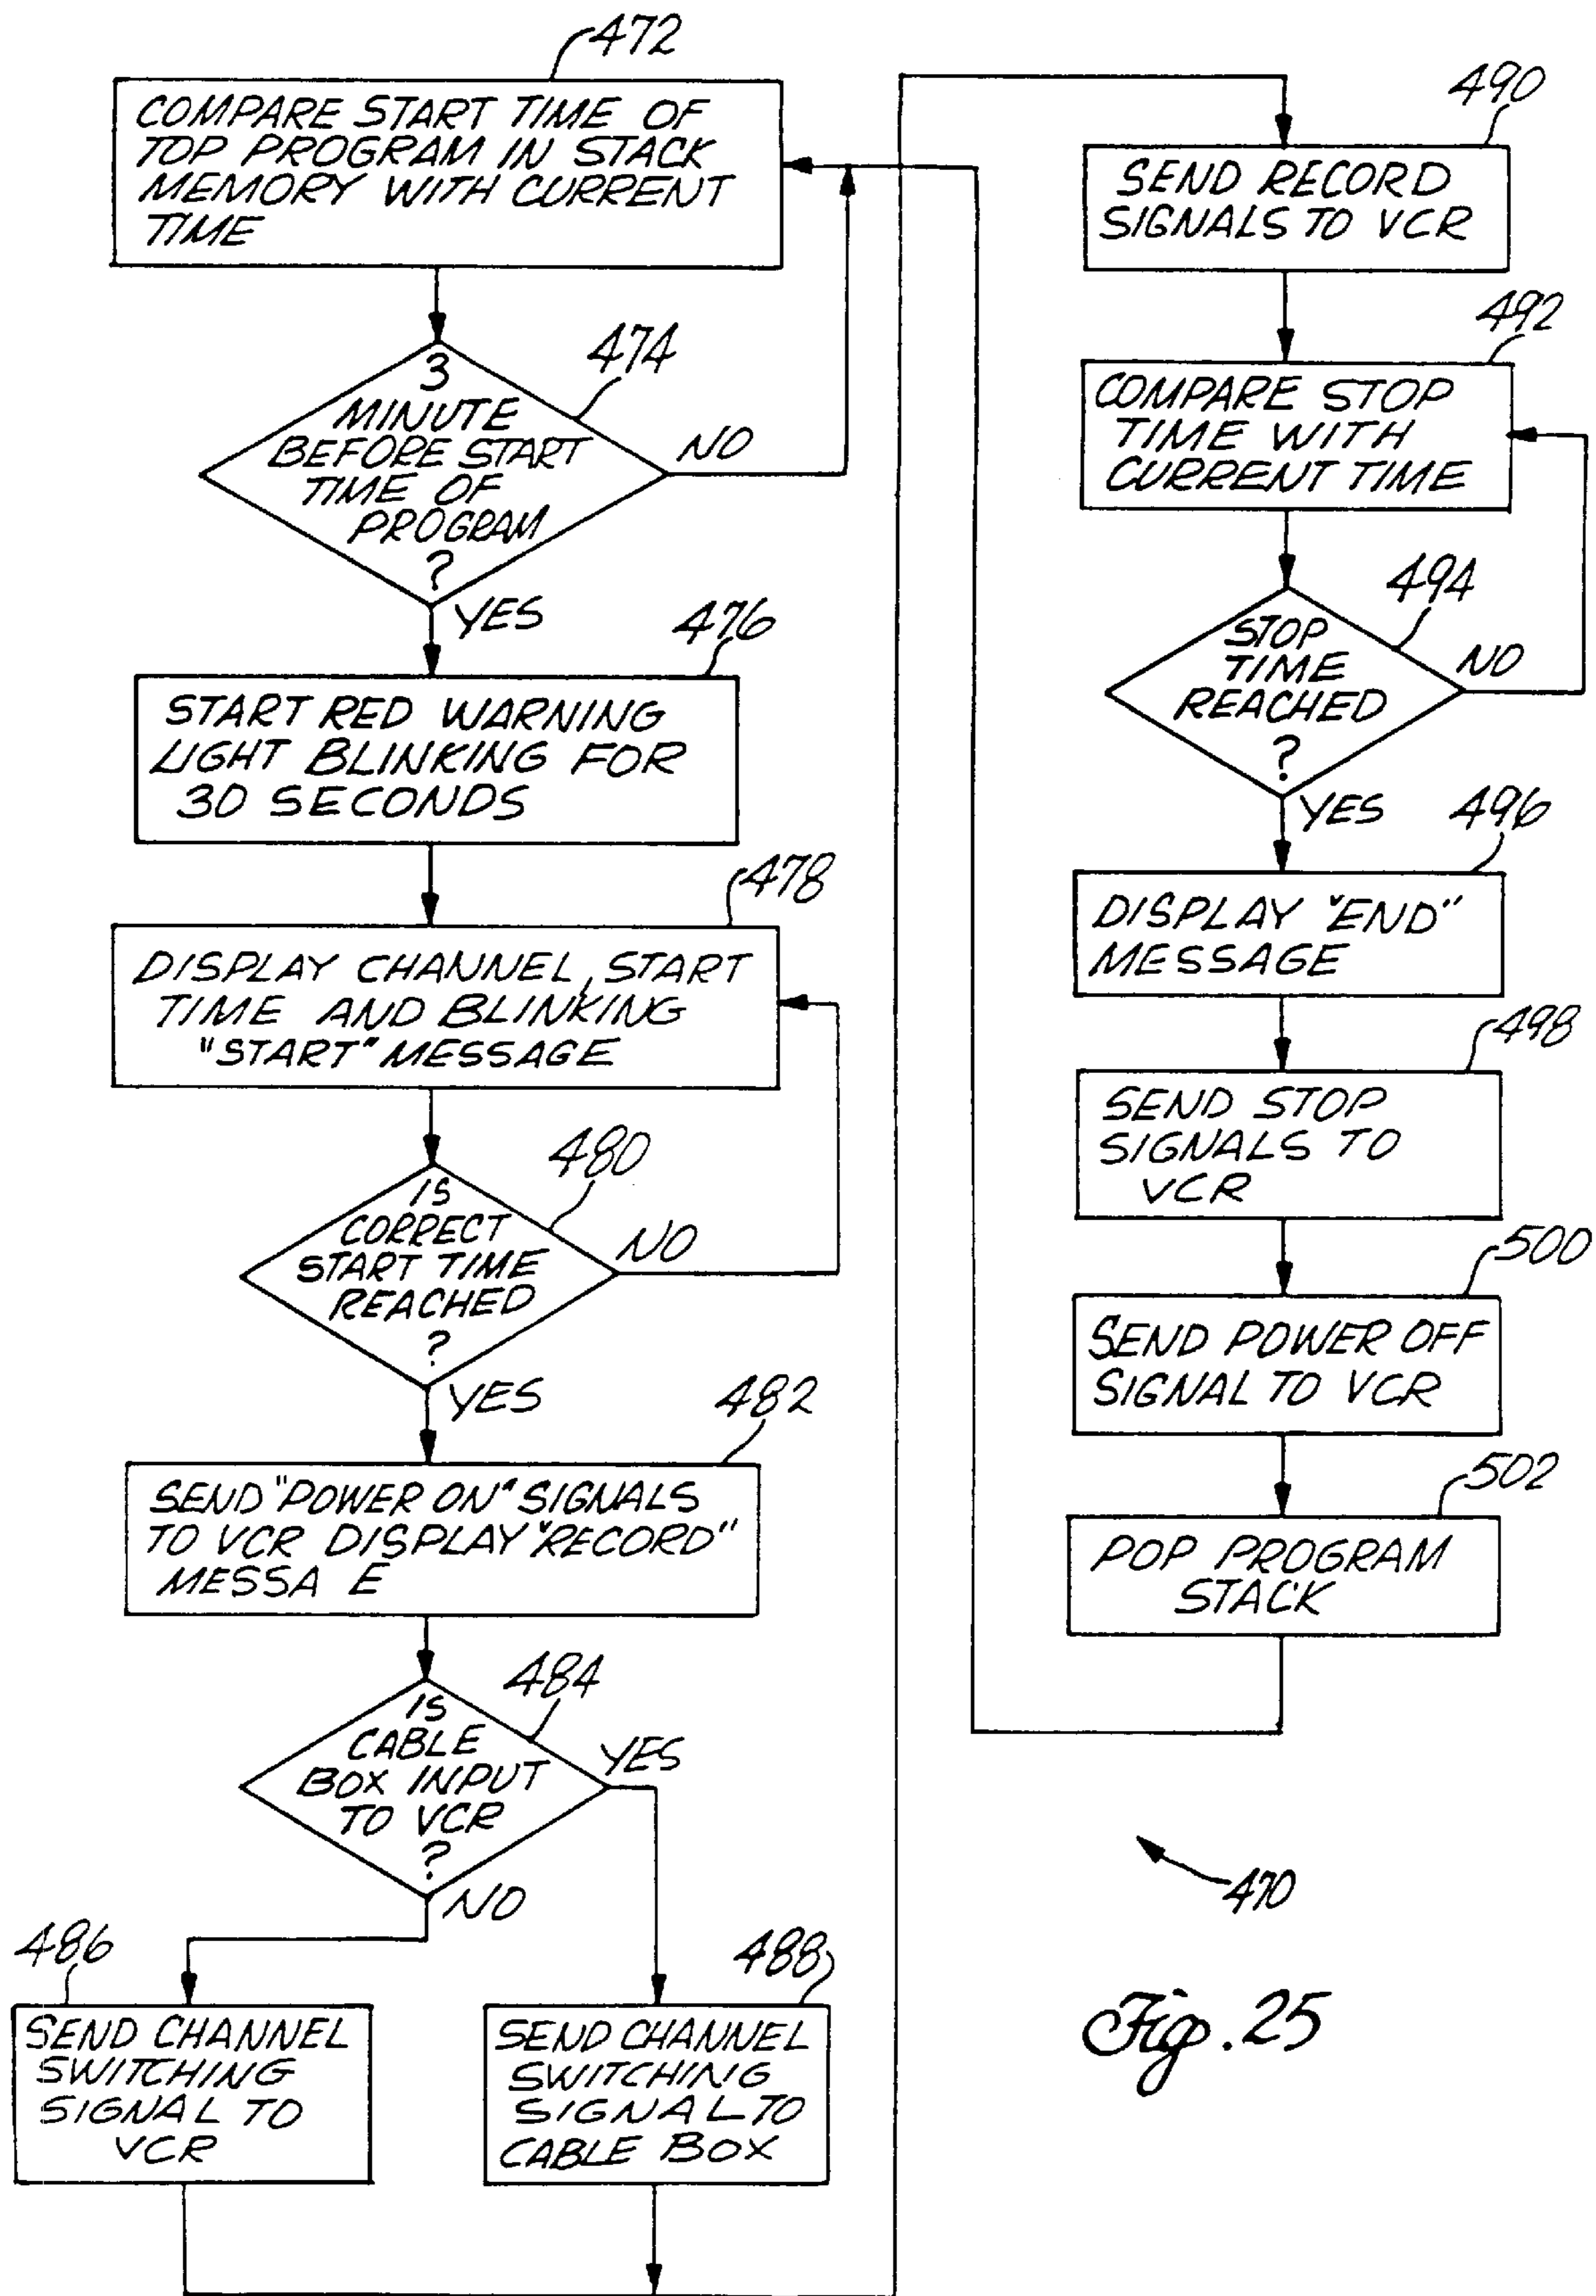 472
COMPARE START TIME OF
TOP PROGRAM IN STACK
MEMORY WITH CURRENT
TIME
474
3
MINUTE
BEFORE START
TIME OF
PROGRAM
?
NO
YES
476
START RED WARNING
LIGHT BLINKING FOR
30 SECONDS
478
DISPLAY CHANNEL, START
TIME AND BLINKING
"START" MESSAGE
480
IS
CORRECT
START TIME
REACHED
?
NO
YES
482
SEND "POWER ON" SIGNALS
TO VCR DISPLAY "RECORD"
MESSA E
484
IS
CABLE
BOX INPUT
TO VCR
?
YES
NO
486
SEND CHANNEL
SWITCHING
SIGNAL TO
VCR
488
SEND CHANNEL
SWITCHING
SIGNAL TO
CABLE BOX
490
SEND RECORD
SIGNALS TO VCR
492
COMPARE STOP
TIME WITH
CURRENT TIME
494
STOP
TIME
REACHED
?
NO
YES
496
DISPLAY "END"
MESSAGE
498
SEND STOP
SIGNALS TO
VCR
500
SEND POWER OFF
SIGNAL TO VCR
502
POP PROGRAM
STACK
470
Fig. 25